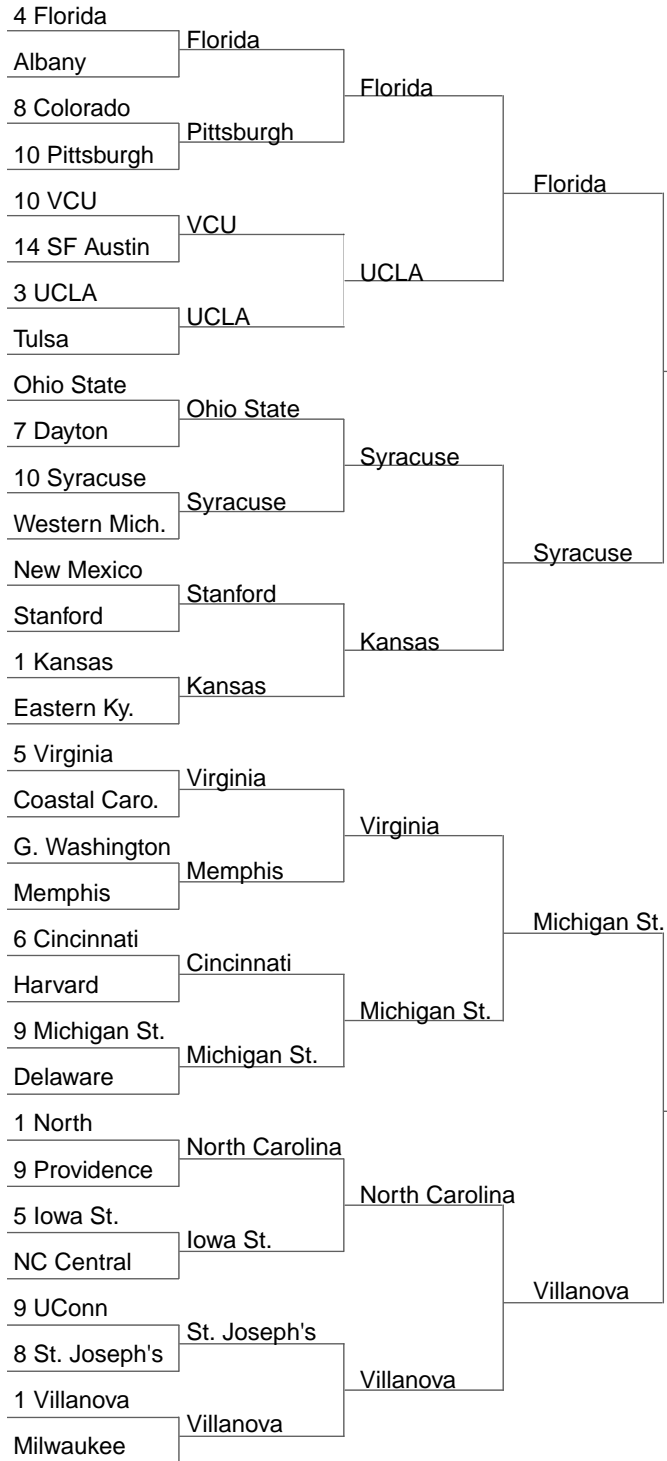 4 Florida
Albany
8 Colorado
10 Pittsburgh
10 VCU
14 SF Austin
3 UCLA
Tulsa
Ohio State
7 Dayton
10 Syracuse
Western Mich.
New Mexico
Stanford
1 Kansas
Eastern Ky.
5 Virginia
Coastal Caro.
G. Washington
Memphis
6 Cincinnati
Harvard
9 Michigan St.
Delaware
1 North
9 Providence
5 Iowa St.
NC Central
9 UConn
8 St. Joseph's
1 Villanova
Milwaukee
Florida
Pittsburgh
VCU
UCLA
Ohio State
Syracuse
Stanford
Kansas
Virginia
Memphis
Cincinnati
Michigan St.
North Carolina
Iowa St.
St. Joseph's
Villanova
Florida
UCLA
Syracuse
Kansas
Virginia
Michigan St.
North Carolina
Villanova
Florida
Syracuse
Michigan St.
Villanova